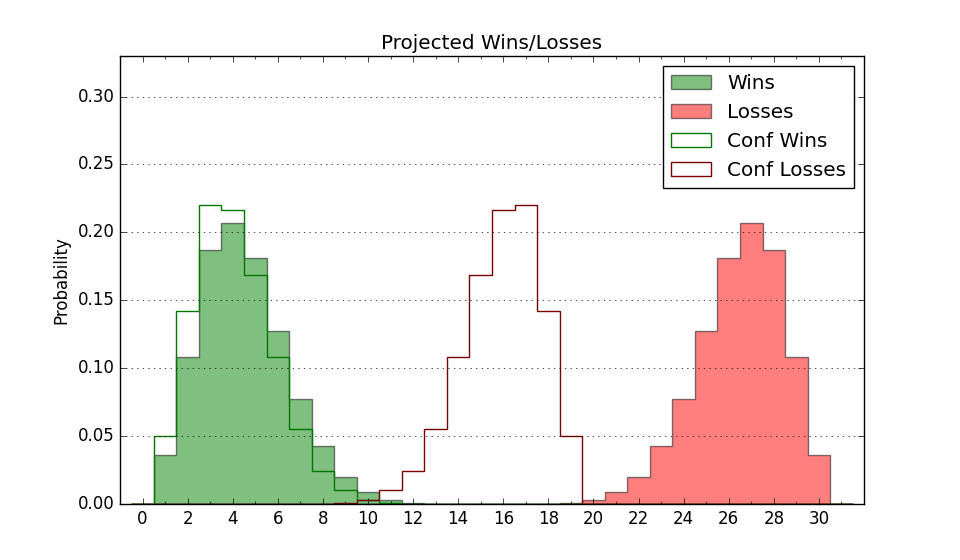 Projected Wins/Losses
Wins
Losses
Conf Wins
Conf Losses
Probability
0.30
0.25
0.20
0.15
0.10
0.05
0.00
0 2 4 6 8 10 12 14 16 18 20 22 24 26 28 30